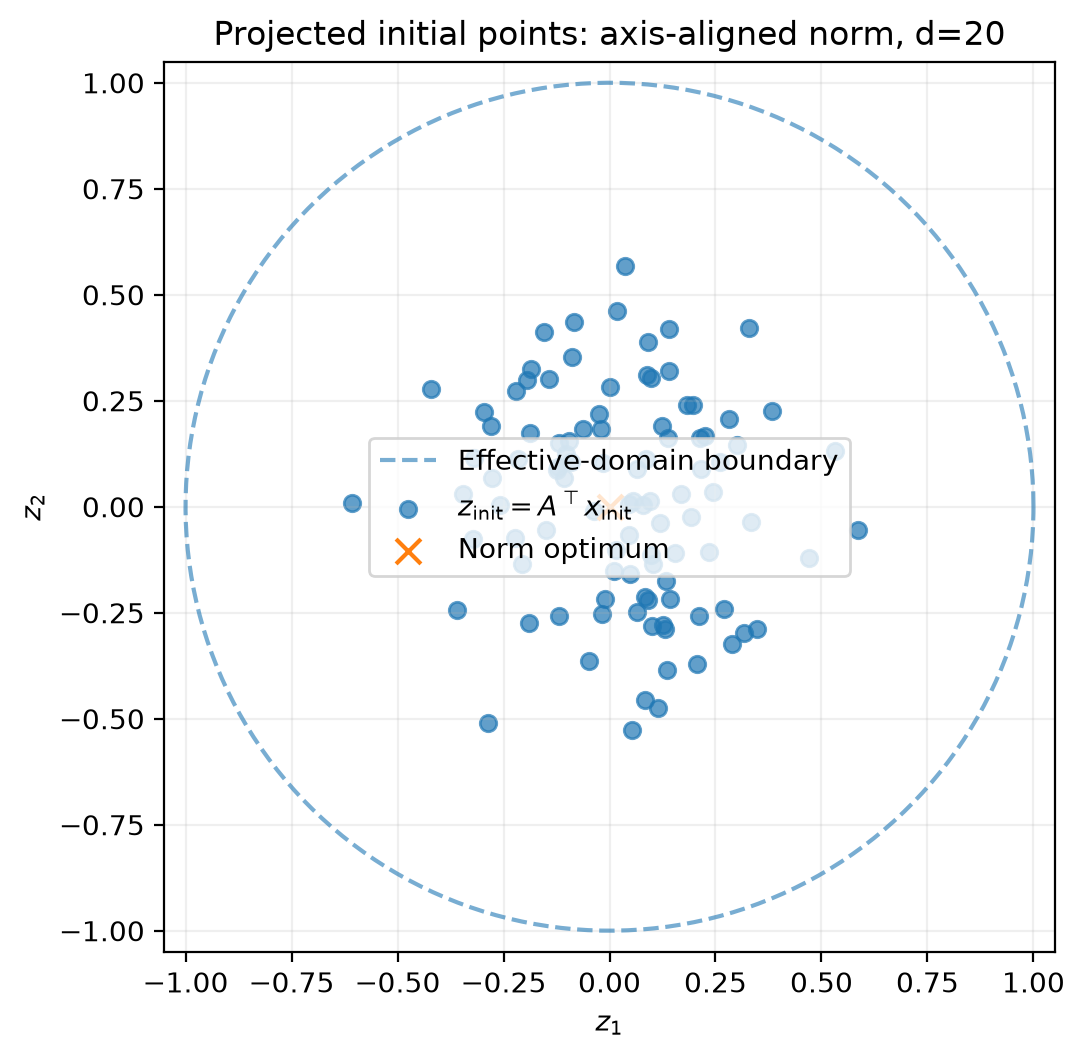 Projected initial points: axis-aligned norm, d=20
1.00
0.75
0.50
0.25
0.00
−0.25
−0.50
−0.75
−1.00
z₂
Effective-domain boundary
z_init = A^⊤ x_init
Norm optimum
−1.00 −0.75 −0.50 −0.25 0.00 0.25 0.50 0.75 1.00
z₁